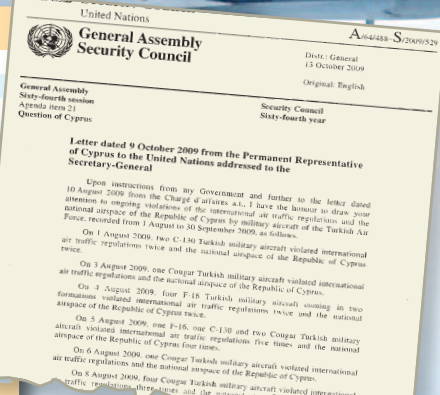 United Nations
A/64/488–S/2009/529
General Assembly
Security Council
Distr.: General
13 October 2009
Original: English
General Assembly
Sixty-fourth session
Agenda item 21
Question of Cyprus
Security Council
Sixty-fourth year
Letter dated 9 October 2009 from the Permanent Representative
of Cyprus to the United Nations addressed to the
Secretary-General
Upon instructions from my Government and further to the letter dated
10 August 2009 from the Chargé d'affaires a.i., I have the honour to draw your
attention to ongoing violations of the international air traffic regulations and the
national airspace of the Republic of Cyprus by military aircraft of the Turkish Air
Force, recorded from 1 August to 30 September 2009, as follows.
On 1 August 2009, two C-130 Turkish military aircraft violated international
air traffic regulations twice and the national airspace of the Republic of Cyprus
twice.
On 3 August 2009, one Cougar Turkish military aircraft violated international
air traffic regulations and the national airspace of the Republic of Cyprus.
On 4 August 2009, four F-16 Turkish military aircraft coming in two
formations violated international air traffic regulations twice and the national
airspace of the Republic of Cyprus twice.
On 5 August 2009, one F-16, one C-130 and two Cougar Turkish military
aircraft violated international air traffic regulations five times and the national
airspace of the Republic of Cyprus four times.
On 6 August 2009, one Cougar Turkish military aircraft violated international
air traffic regulations and the national airspace of the Republic of Cyprus.
On 8 August 2009, four Cougar Turkish military aircraft violated international
traffic regulations three times and the